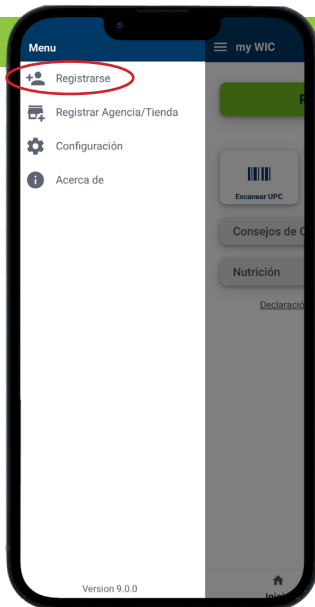 Menu
my WIC
Registrarse
Registrar Agencia/Tienda
Configuración
Acerca de
Escanear UPC
Consejos de
Nutrición
Version 9.0.0